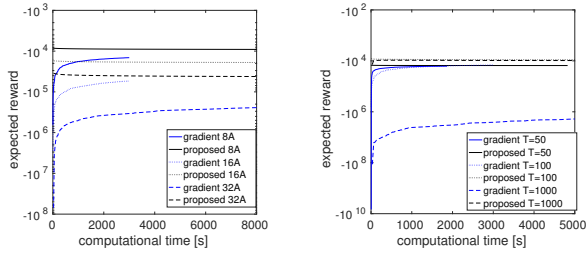 -10^3
-10^4
-10^5
-10^6
-10^7
-10^8
expected reward
0 2000 4000 6000 8000
computational time [s]
gradient 8A
proposed 8A
gradient 16A
proposed 16A
gradient 32A
proposed 32A
-10^2
-10^4
-10^6
-10^8
-10^10
expected reward
0 1000 2000 3000 4000 5000
computational time [s]
gradient T=50
proposed T=50
gradient T=100
proposed T=100
gradient T=1000
proposed T=1000